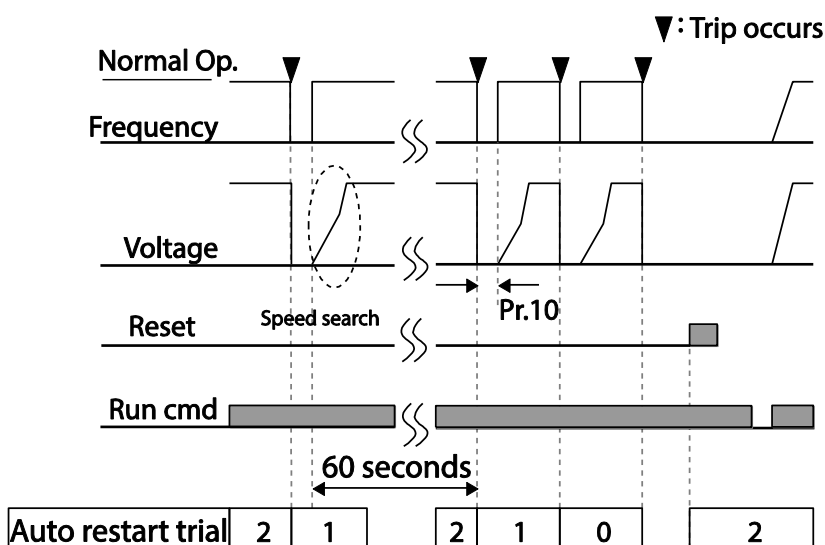 ▼: Trip occurs
Normal Op.
Frequency
Voltage
Pr.10
Speed search
Reset
Run cmd
60 seconds
Auto restart trial 2 1 2 1 0 2